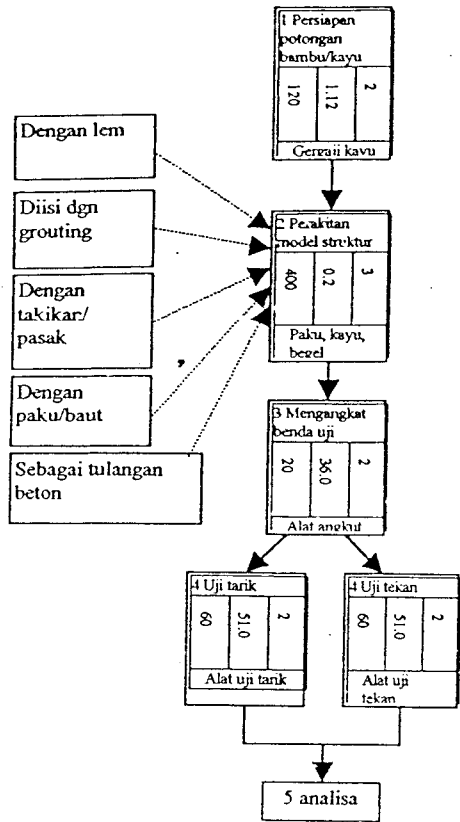 1 Persiapan
potongan
bambu/kayu
120
1.12
2
Gergaji kayu
Dengan lem
Diisi dgn
grouting
Dengan
takikan/
pasak
Dengan
paku/baut
Sebagai tulangan
beton
2 Perakitan
model struktur
400
0.2
3
Paku, kayu,
begel
3 Mengangkat
benda uji
20
36.0
2
Alat angkut
4 Uji tarik
60
51.0
2
Alat uji tarik
4 Uji tekan
60
51.0
2
Alat uji
tekan
5 analisa